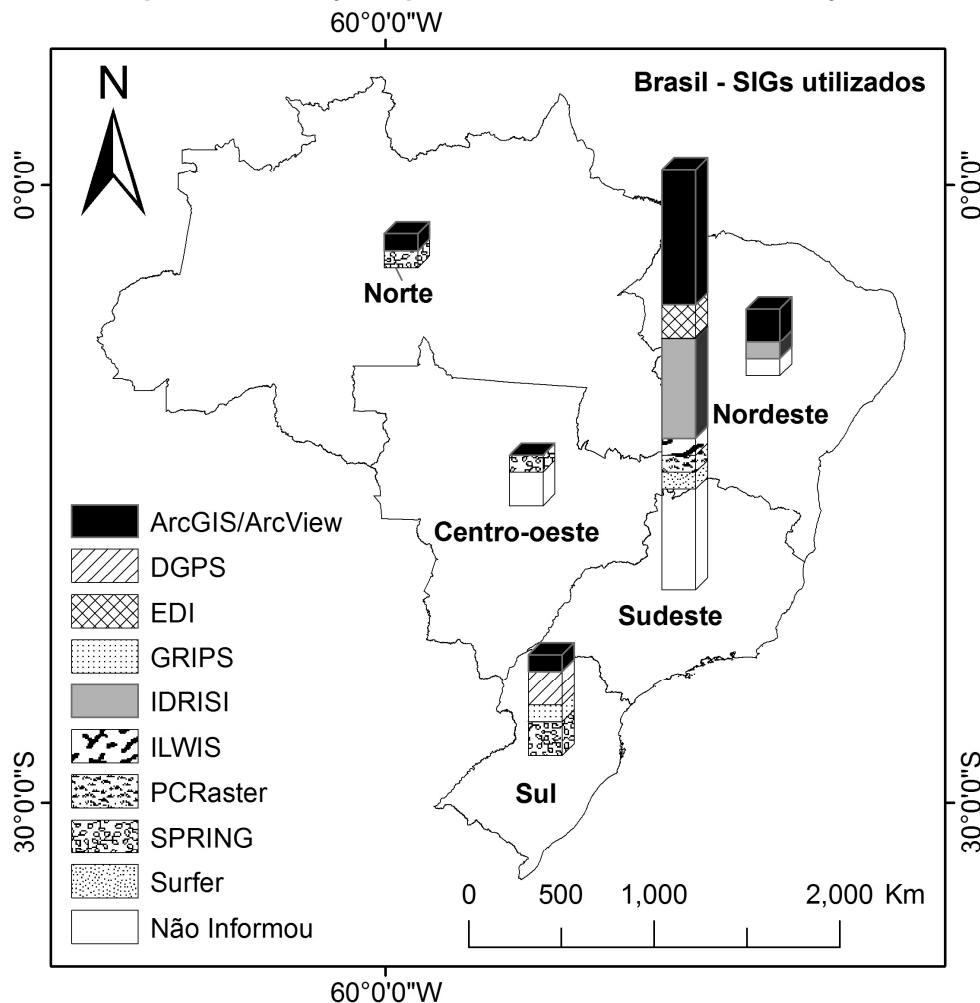 60°0'0"W
N
Brasil - SIGs utilizados
0°0'0"
0°0'0"
Norte
Nordeste
Centro-oeste
Sudeste
Sul
ArcGIS/ArcView
DGPS
EDI
GRIPS
IDRISI
ILWIS
PCRaster
SPRING
Surfer
Não Informou
30°0'0"S
30°0'0"S
0 500 1,000 2,000 Km
60°0'0"W